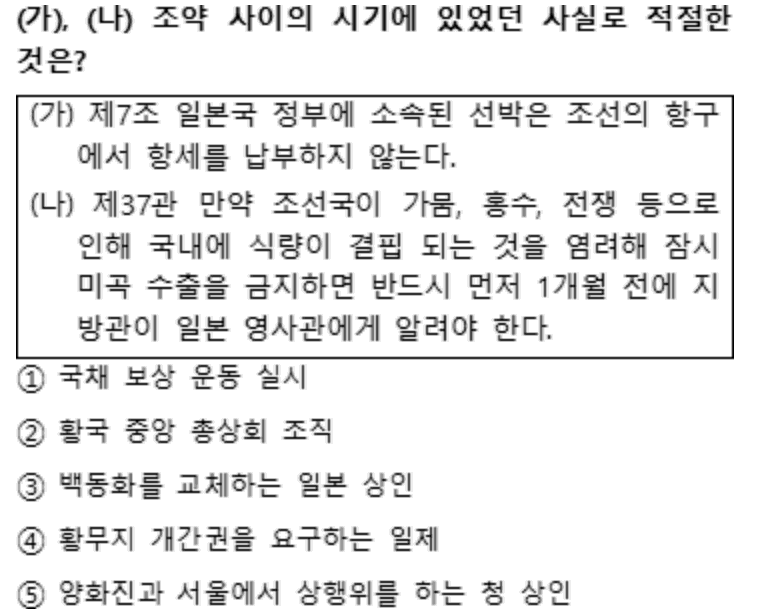 (가), (나) 조약 사이의 시기에 있었던 사실로 적절한
것은?
(가) 제7조 일본국 정부에 소속된 선박은 조선의 항구
에서 항세를 납부하지 않는다.
(나) 제37관 만약 조선국이 가뭄, 홍수, 전쟁 등으로
인해 국내에 식량이 결핍 되는 것을 염려해 잠시
미곡 수출을 금지하면 반드시 먼저 1개월 전에 지
방관이 일본 영사관에게 알려야 한다.
① 국채 보상 운동 실시
② 황국 중앙 총상회 조직
③ 백동화를 교체하는 일본 상인
④ 황무지 개간권을 요구하는 일제
⑤ 양화진과 서울에서 상행위를 하는 청 상인